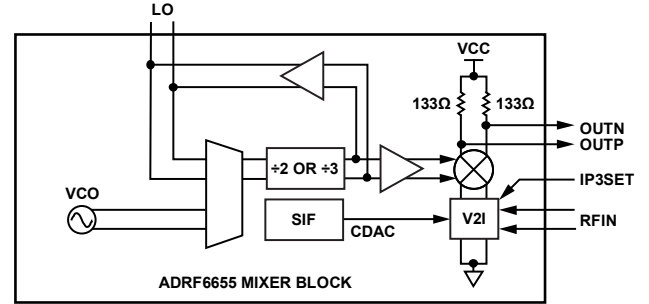 LO
VCC
133Ω
133Ω
OUTN
OUTP
÷2 OR ÷3
IP3SET
VCO
SIF
V2I
RFIN
CDAC
ADRF6655 MIXER BLOCK